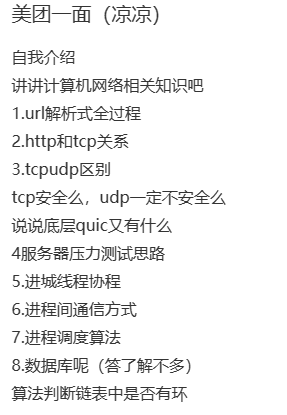 美团一面（凉凉）
自我介绍
讲讲计算机网络相关知识吧
1.url解析式全过程
2.http和tcp关系
3.tcpudp区别
tcp安全么，udp一定不安全么
说说底层quic又有什么
4服务器压力测试思路
5.进城线程协程
6.进程间通信方式
7.进程调度算法
8.数据库呢（答了解不多）
算法判断链表中是否有环